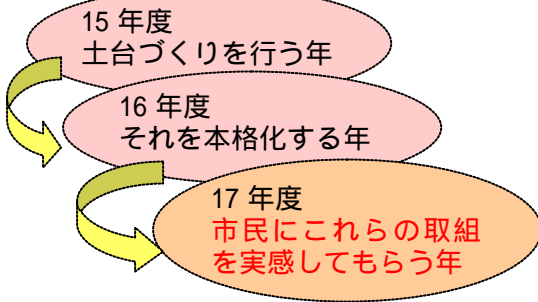 15 年度
土台づくりを行う年
16 年度
それを本格化する年
17 年度
市民にこれらの取組
を実感してもらう年